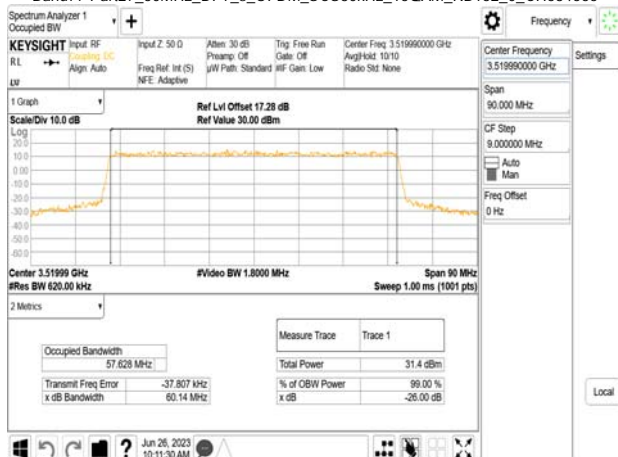 Spectrum Analyzer 1
Occupied BW
+
Frequency
KEYSIGHT
RL
LW
Input: RF
Coupling: DC
Align: Auto
Input Z: 50 Ω
Freq Ref: Int (S)
NFE: Adaptive
Atten: 30 dB
Preamp: Off
µW Path: Standard
Trig: Free Run
Gate: Off
#IF Gain: Low
Center Freq: 3.519990000 GHz
Avg|Hold: 10/10
Radio Std: None
Center Frequency
3.519990000 GHz
Settings
Span
90.000 MHz
CF Step
9.000000 MHz
Auto
Man
Freq Offset
0 Hz
Local
1 Graph
Scale/Div 10.0 dB
Ref Lvl Offset 17.28 dB
Ref Value 30.00 dBm
Log
20.0
10.0
0.00
-10.0
-20.0
-30.0
-40.0
-50.0
-60.0
Center 3.51999 GHz
#Res BW 620.00 kHz
#Video BW 1.8000 MHz
Span 90 MHz
Sweep 1.00 ms (1001 pts)
2 Metrics
Occupied Bandwidth
57.628 MHz
Transmit Freq Error -37.807 kHz
x dB Bandwidth 60.14 MHz
Measure Trace Trace 1
Total Power 31.4 dBm
% of OBW Power 99.00 %
x dB -26.00 dB
?
Jun 26, 2023
10:11:30 AM